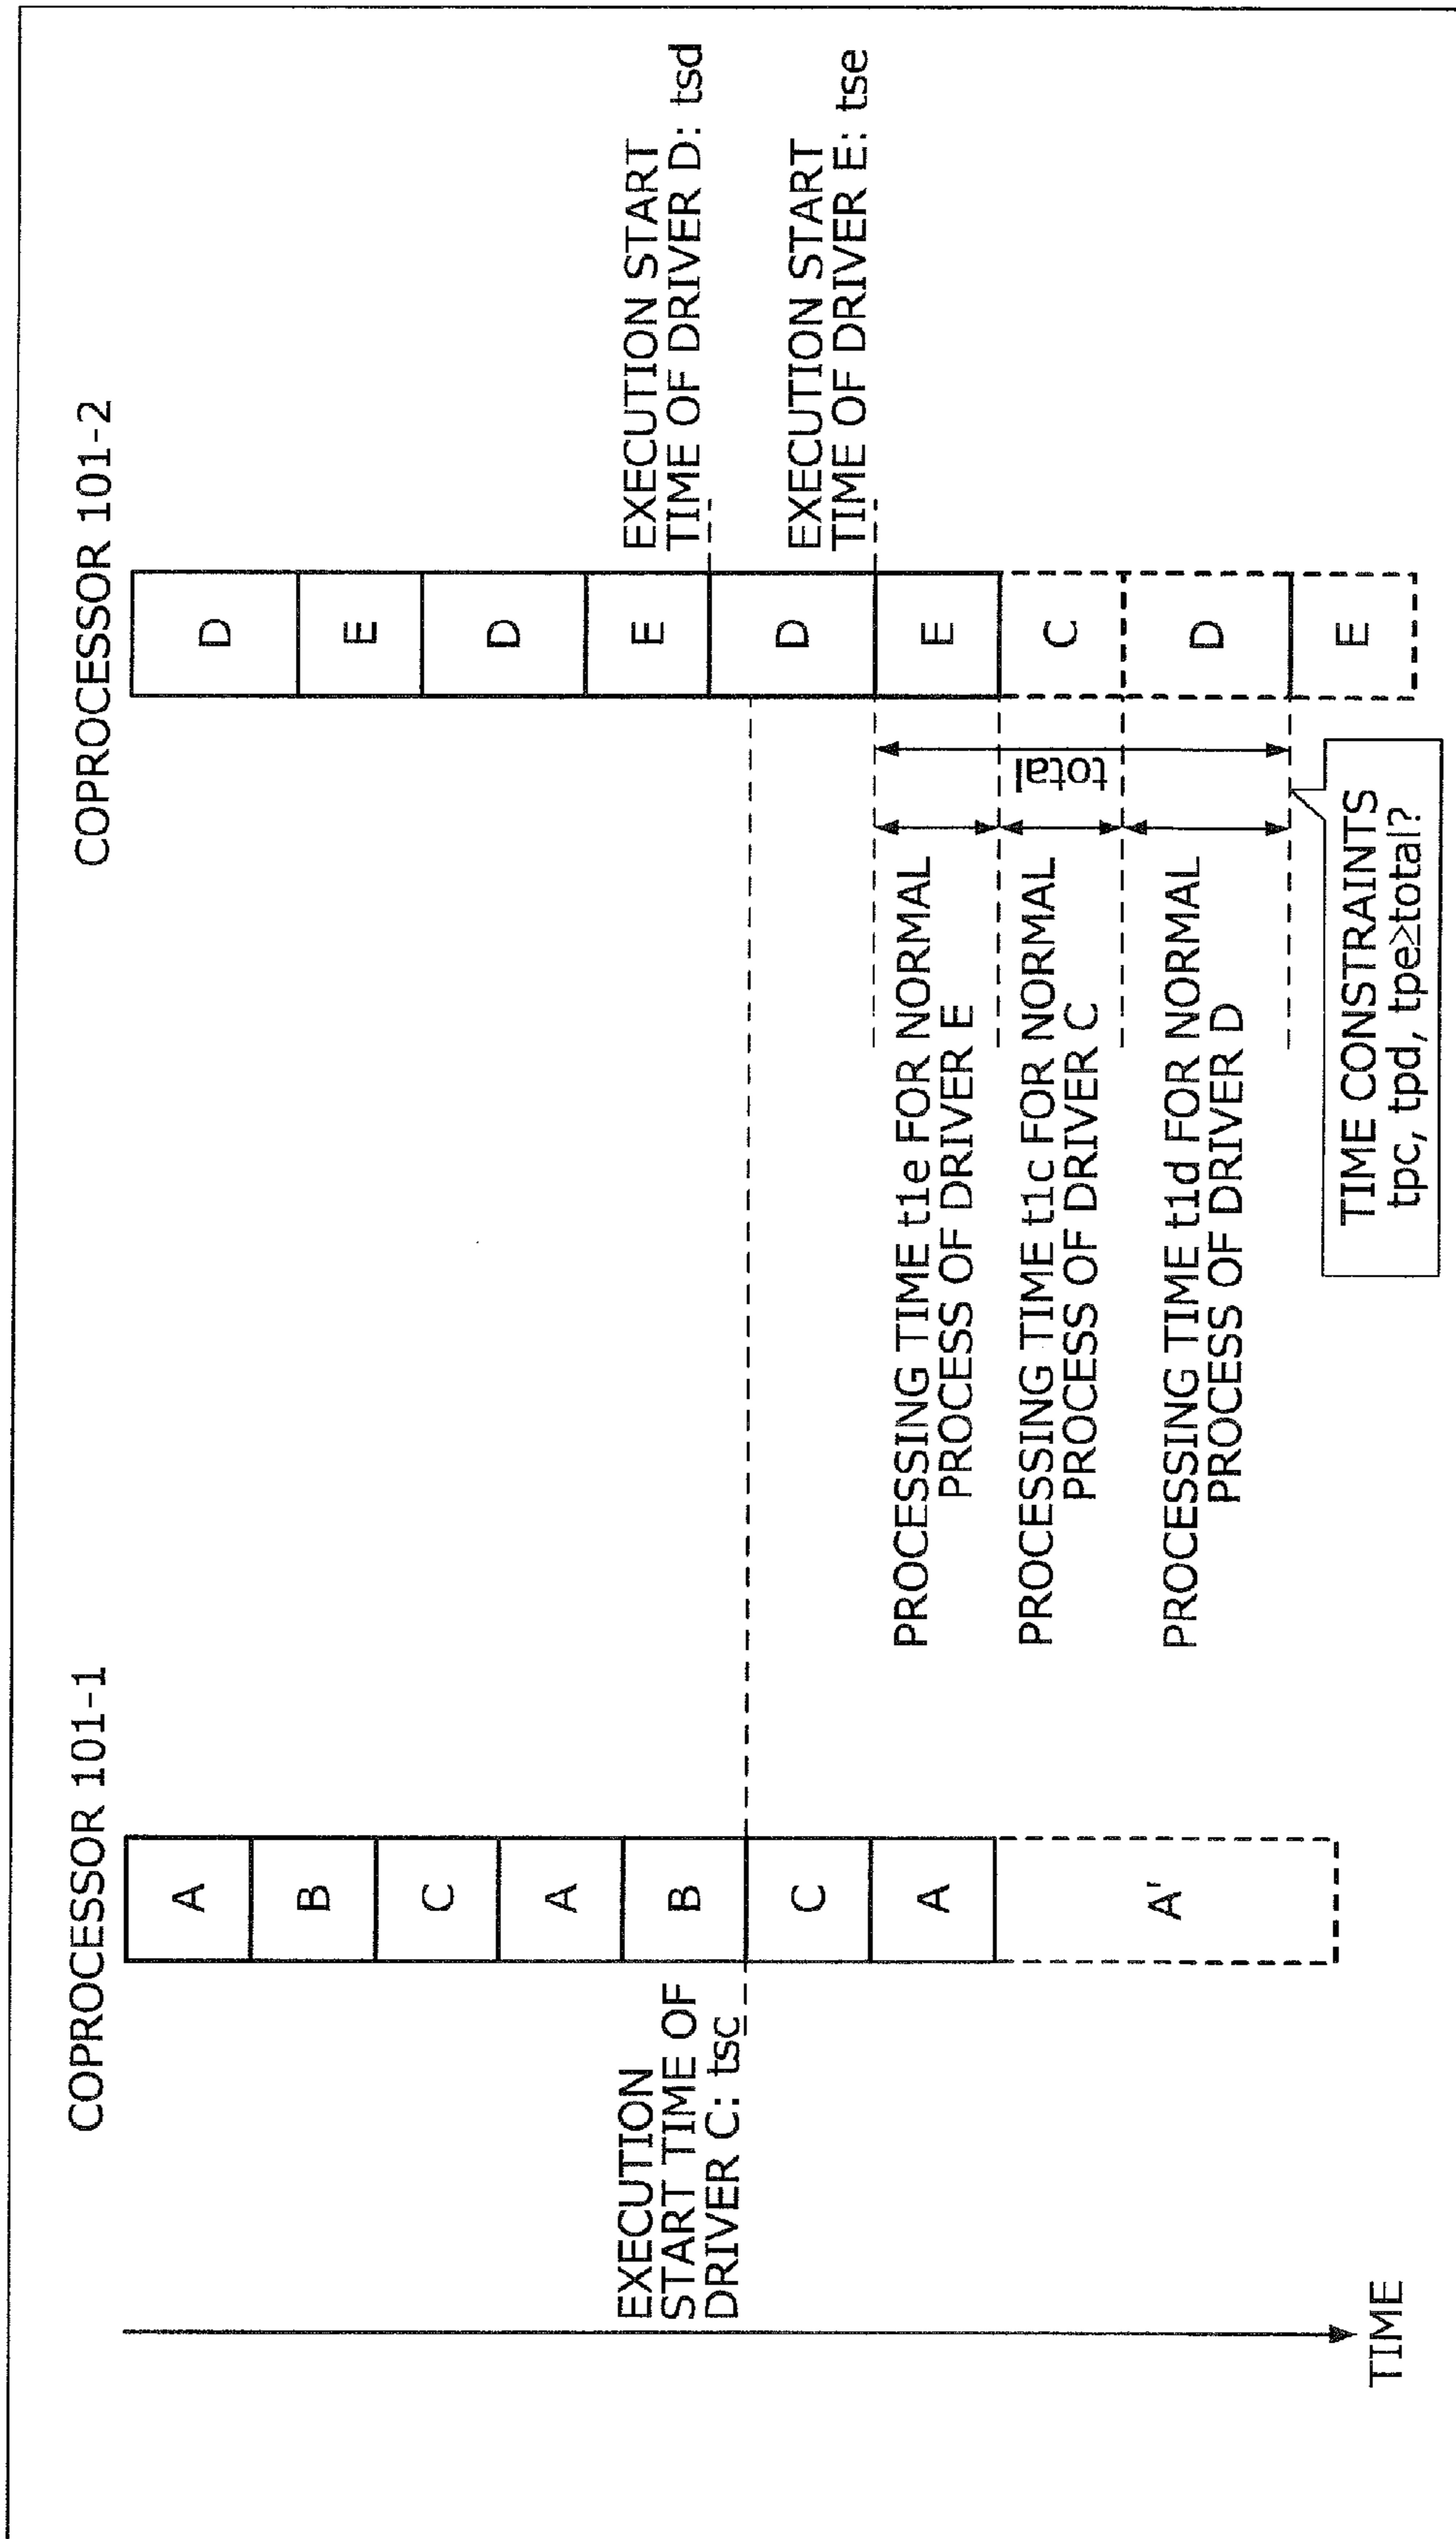 COPROCESSOR 101-1
A
B
C
A
B
C
A
A'
EXECUTION
START TIME OF
DRIVER C: tsc
TIME
COPROCESSOR 101-2
D
E
D
E
D
E
C
D
E
EXECUTION START
TIME OF DRIVER D: tsd
EXECUTION START
TIME OF DRIVER E: tse
total
PROCESSING TIME t1e FOR NORMAL
PROCESS OF DRIVER E
PROCESSING TIME t1c FOR NORMAL
PROCESS OF DRIVER C
PROCESSING TIME t1d FOR NORMAL
PROCESS OF DRIVER D
TIME CONSTRAINTS
tpc, tpd, tpe≥total?